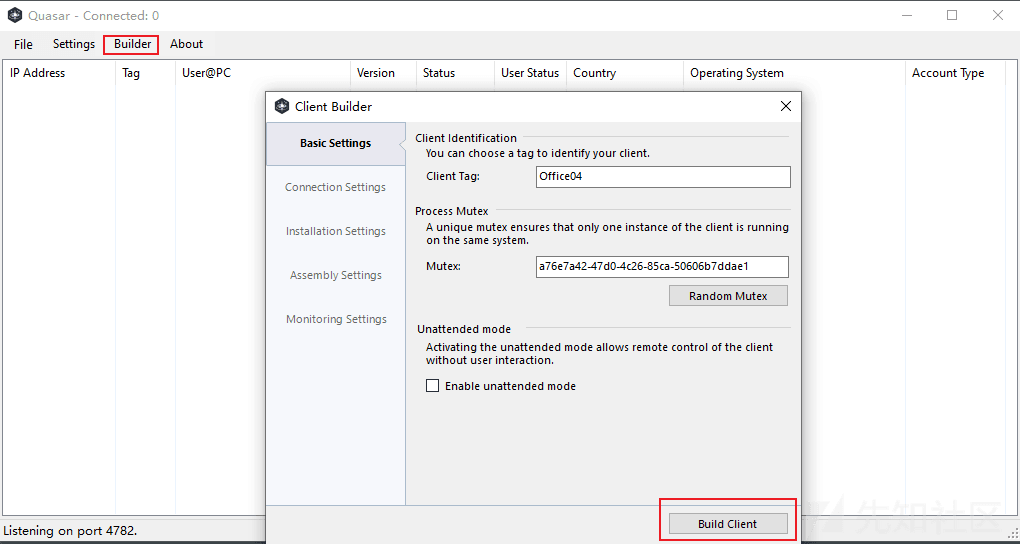 Quasar - Connected: 0
File Settings Builder About
IP Address Tag User@PC Version Status User Status Country Operating System Account Type
Client Builder
Basic Settings
Connection Settings
Installation Settings
Assembly Settings
Monitoring Settings
Client Identification
You can choose a tag to identify your client.
Client Tag: Office04
Process Mutex
A unique mutex ensures that only one instance of the client is running
on the same system.
Mutex: a76e7a42-47d0-4c26-85ca-50606b7ddae1
Random Mutex
Unattended mode
Activating the unattended mode allows remote control of the client
without user interaction.
Enable unattended mode
Build Client
Listening on port 4782.
先知社区